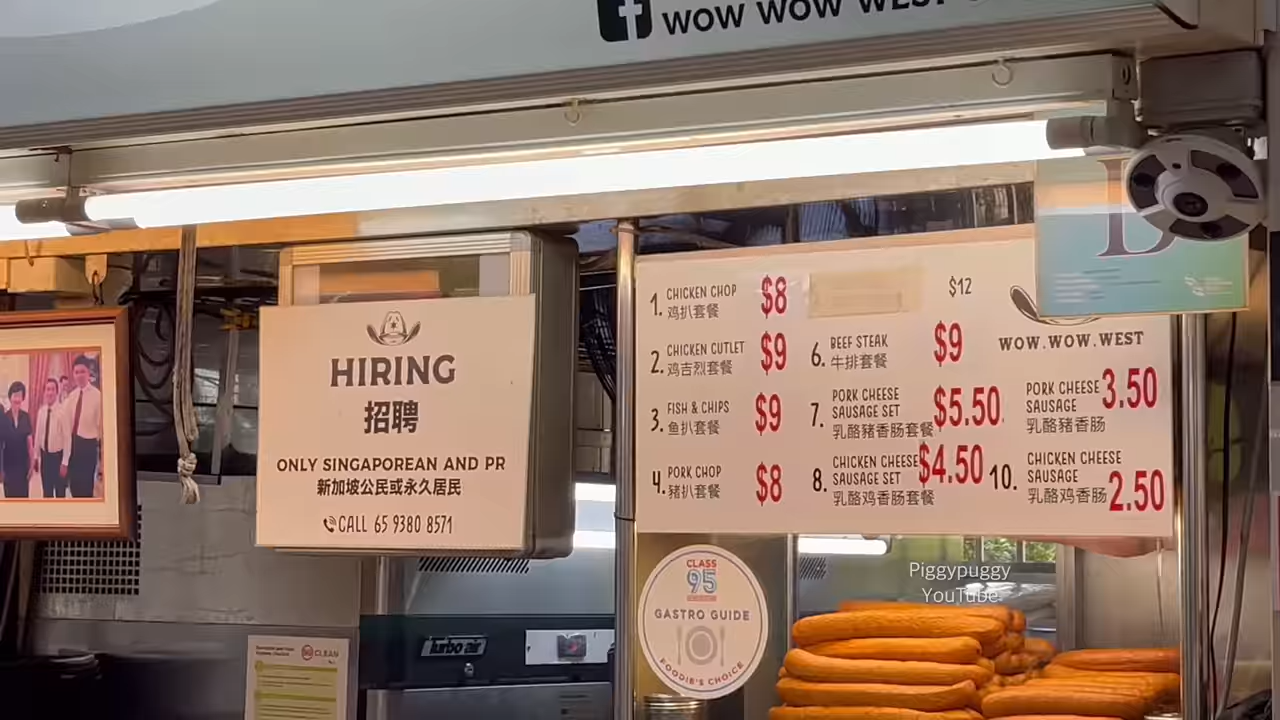 WOW WOW WEST
HIRING
招聘
ONLY SINGAPOREAN AND PR
新加坡公民或永久居民
CALL 65 9380 8571
1. CHICKEN CHOP $8
鸡扒套餐
2. CHICKEN CUTLET $9
鸡吉烈套餐
3. FISH & CHIPS $9
鱼扒套餐
4. PORK CHOP $8
豬扒套餐
$12
6. BEEF STEAK $9
牛排套餐
7. PORK CHEESE SAUSAGE SET $5.50
乳酪豬香肠套餐
8. CHICKEN CHEESE SAUSAGE SET $4.50
乳酪鸡香肠套餐
WOW.WOW.WEST
PORK CHEESE SAUSAGE 3.50
乳酪豬香肠
10. CHICKEN CHEESE SAUSAGE 2.50
乳酪鸡香肠
B
CLASS
95
GASTRO GUIDE
FOODIE'S CHOICE
turbo air
CLEAN
Piggypuggy
YouTube